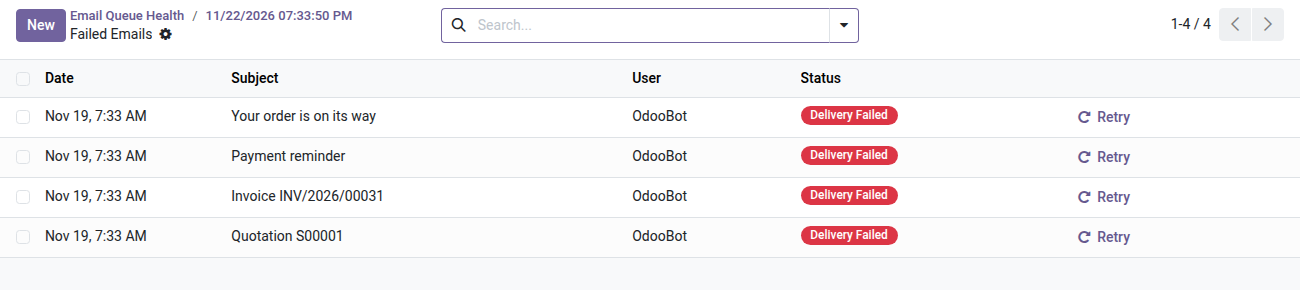 New
Email Queue Health / 11/22/2026 07:33:50 PM
Failed Emails
Search...
1-4 / 4
Date Subject User Status
Nov 19, 7:33 AM Your order is on its way OdooBot Delivery Failed Retry
Nov 19, 7:33 AM Payment reminder OdooBot Delivery Failed Retry
Nov 19, 7:33 AM Invoice INV/2026/00031 OdooBot Delivery Failed Retry
Nov 19, 7:33 AM Quotation S00001 OdooBot Delivery Failed Retry